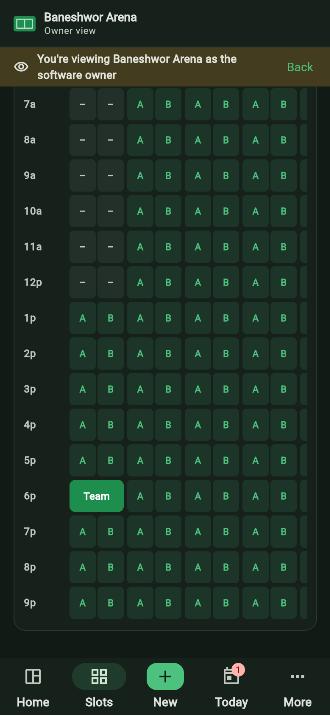 Baneshwor Arena
Owner view
You're viewing Baneshwor Arena as the
software owner
Back
7a – – A B A B A B
8a – – A B A B A B
9a – – A B A B A B
10a – – A B A B A B
11a – – A B A B A B
12p – – A B A B A B
1p A B A B A B A B
2p A B A B A B A B
3p A B A B A B A B
4p A B A B A B A B
5p A B A B A B A B
6p Team A B A B A B
7p A B A B A B A B
8p A B A B A B A B
9p A B A B A B A B
1
Home Slots New Today More